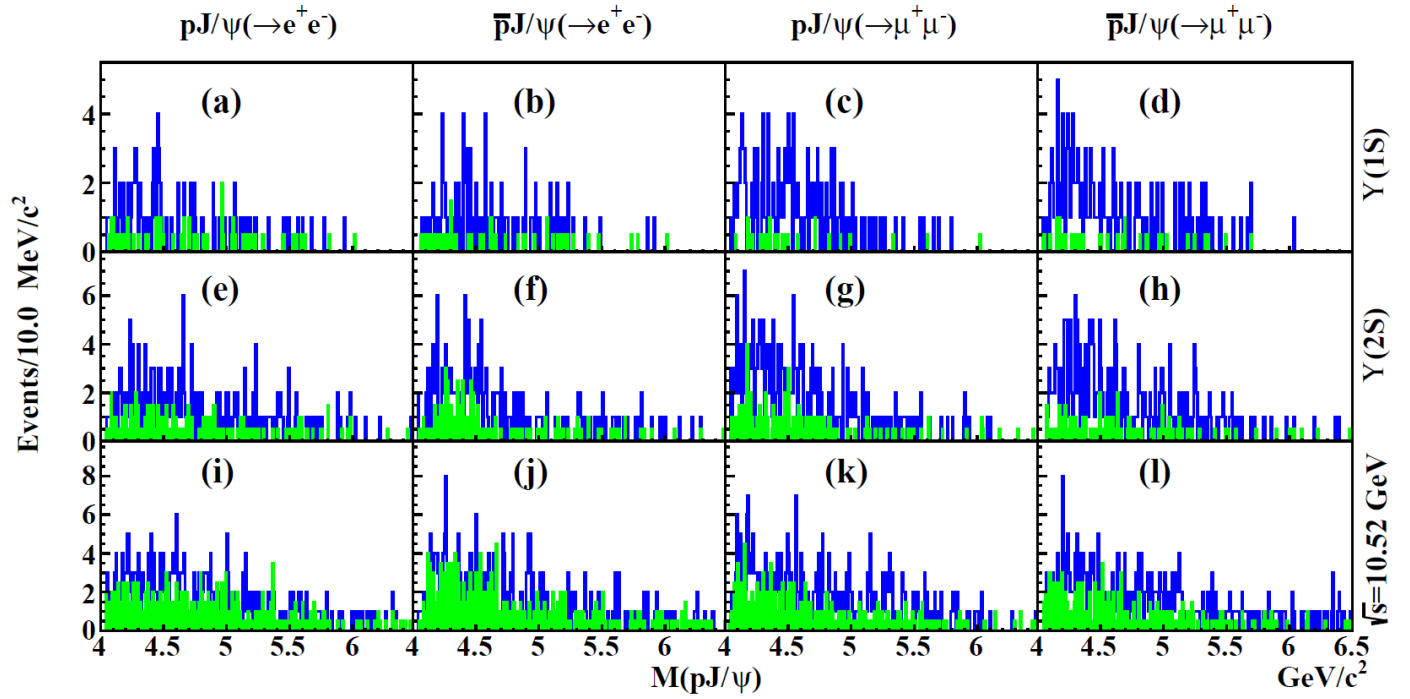 pJ/ψ(→e⁺e⁻) p̅J/ψ(→e⁺e⁻) pJ/ψ(→μ⁺μ⁻) p̅J/ψ(→μ⁺μ⁻)
Events/10.0 MeV/c²
4
2
0
(a) (b) (c) (d)
Υ(1S)
6
4
2
0
(e) (f) (g) (h)
Υ(2S)
8
6
4
2
0
(i) (j) (k) (l)
√s=10.52 GeV
4 4.5 5 5.5 6 4 4.5 5 5.5 6 4 4.5 5 5.5 6 4 4.5 5 5.5 6 6.5
M(pJ/ψ) GeV/c²